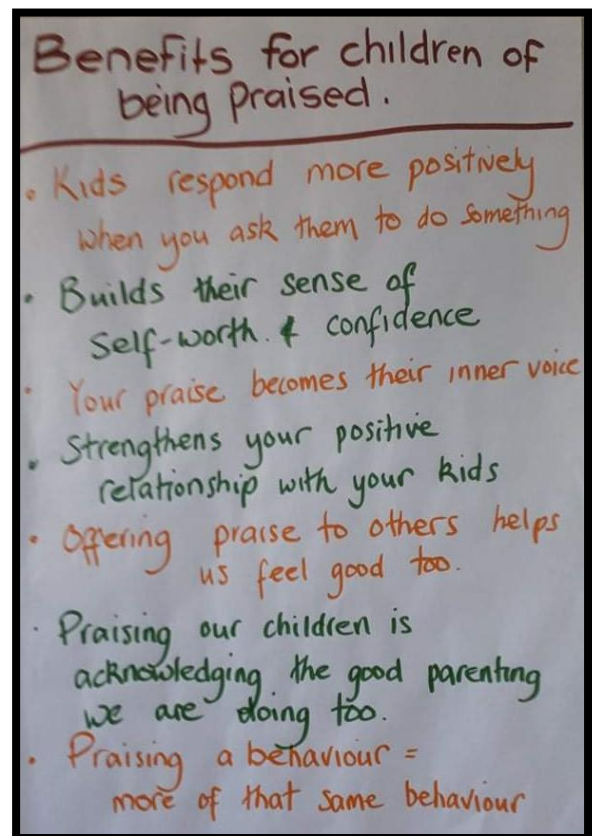 Benefits for children of
being praised.
• Kids respond more positively
when you ask them to do something
• Builds their sense of
self-worth. & confidence
• Your praise becomes their inner voice
• Strengthens your positive
relationship with your kids
• Offering praise to others helps
us feel good too.
• Praising our children is
acknowledging the good parenting
we are doing too.
• Praising a behaviour =
more of that same behaviour